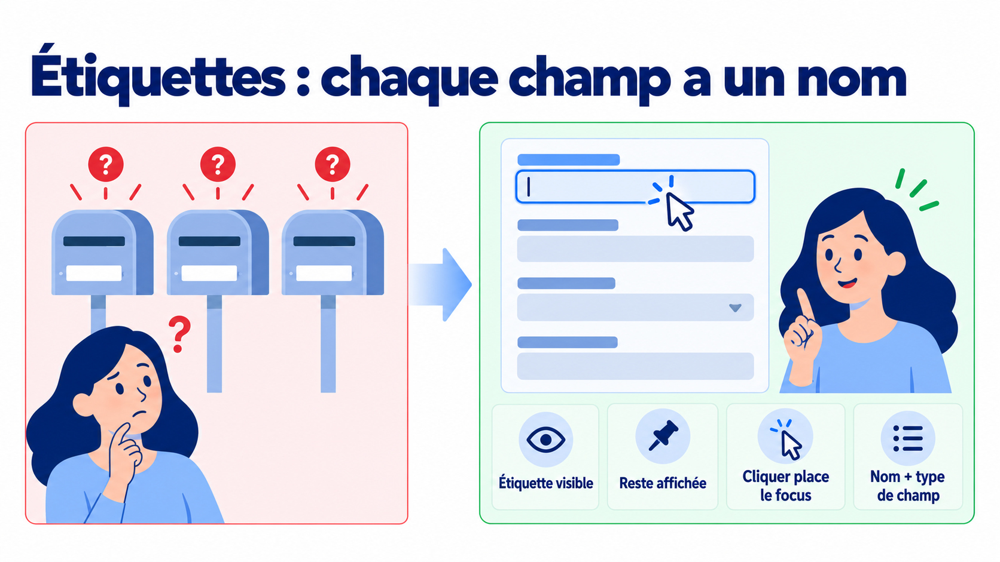 Étiquettes : chaque champ a un nom
?
?
?
?
Étiquette visible
Reste affichée
Cliquer place
le focus
Nom + type
de champ